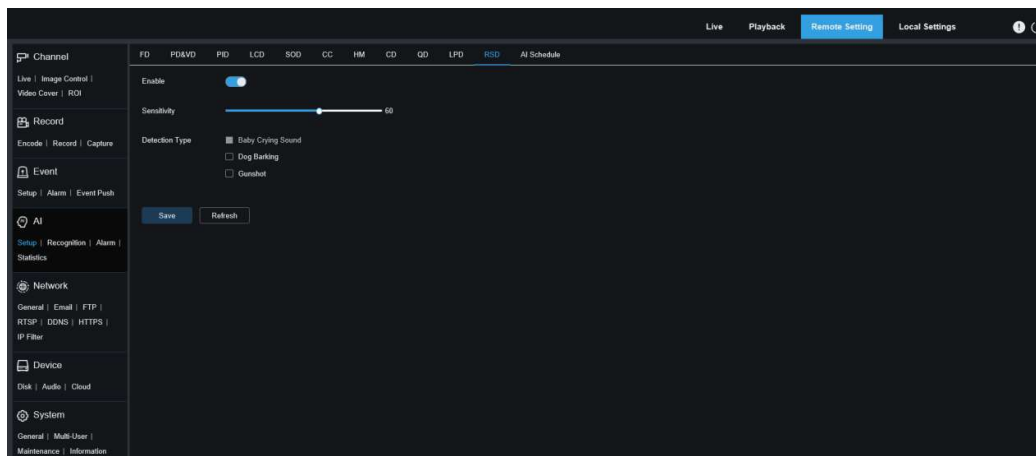 Live Playback Remote Setting Local Settings
Channel
Live | Image Control |
Video Cover | ROI
Record
Encode | Record | Capture
Event
Setup | Alarm | Event Push
AI
Setup | Recognition | Alarm |
Statistics
Network
General | Email | FTP |
RTSP | DDNS | HTTPS |
IP Filter
Device
Disk | Audio | Cloud
System
General | Multi-User |
Maintenance | Information
FD PD&VD PID LCD SOD CC HM CD QD LPD RSD AI Schedule
Enable
Sensitivity 60
Detection Type Baby Crying Sound
Dog Barking
Gunshot
Save Refresh